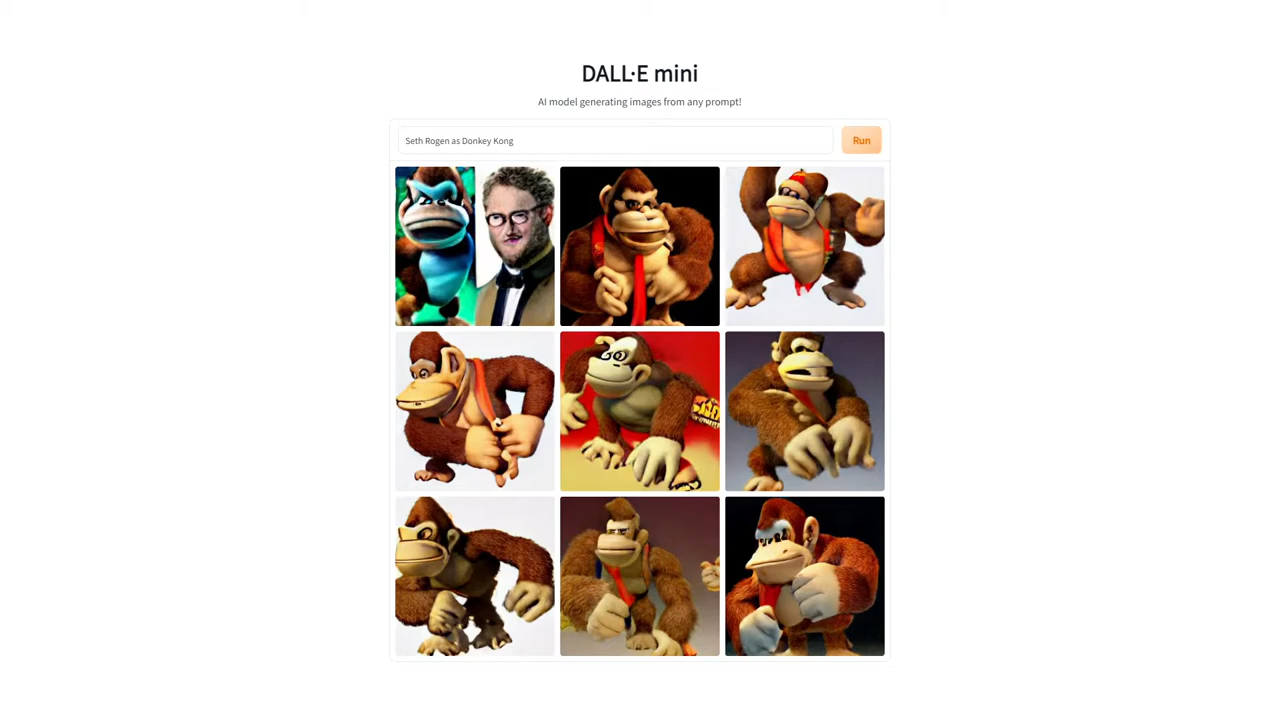 DALL·E mini
AI model generating images from any prompt!
Seth Rogen as Donkey Kong
Run